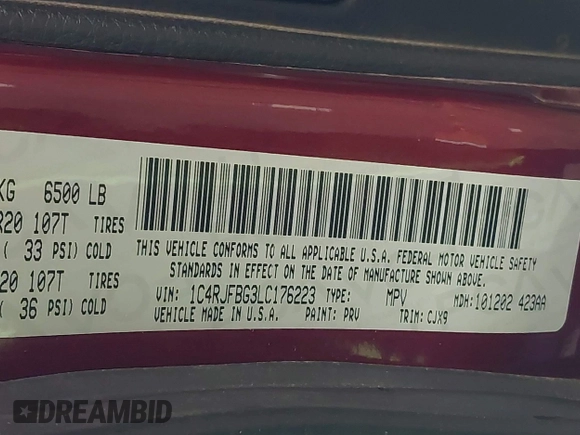 KG 6500 LB
R20 107T TIRES
( 33 PSI) COLD
20 107T TIRES
( 36 PSI) COLD
THIS VEHICLE CONFORMS TO ALL APPLICABLE U.S.A. FEDERAL MOTOR VEHICLE SAFETY
STANDARDS IN EFFECT ON THE DATE OF MANUFACTURE SHOWN ABOVE.
VIN: 1C4RJFBG3LC176223 TYPE: MPV MDH:101202 423AA
VEHICLE MADE IN U.S.A. PAINT: PRV TRIM: CJX9
DREAMBID